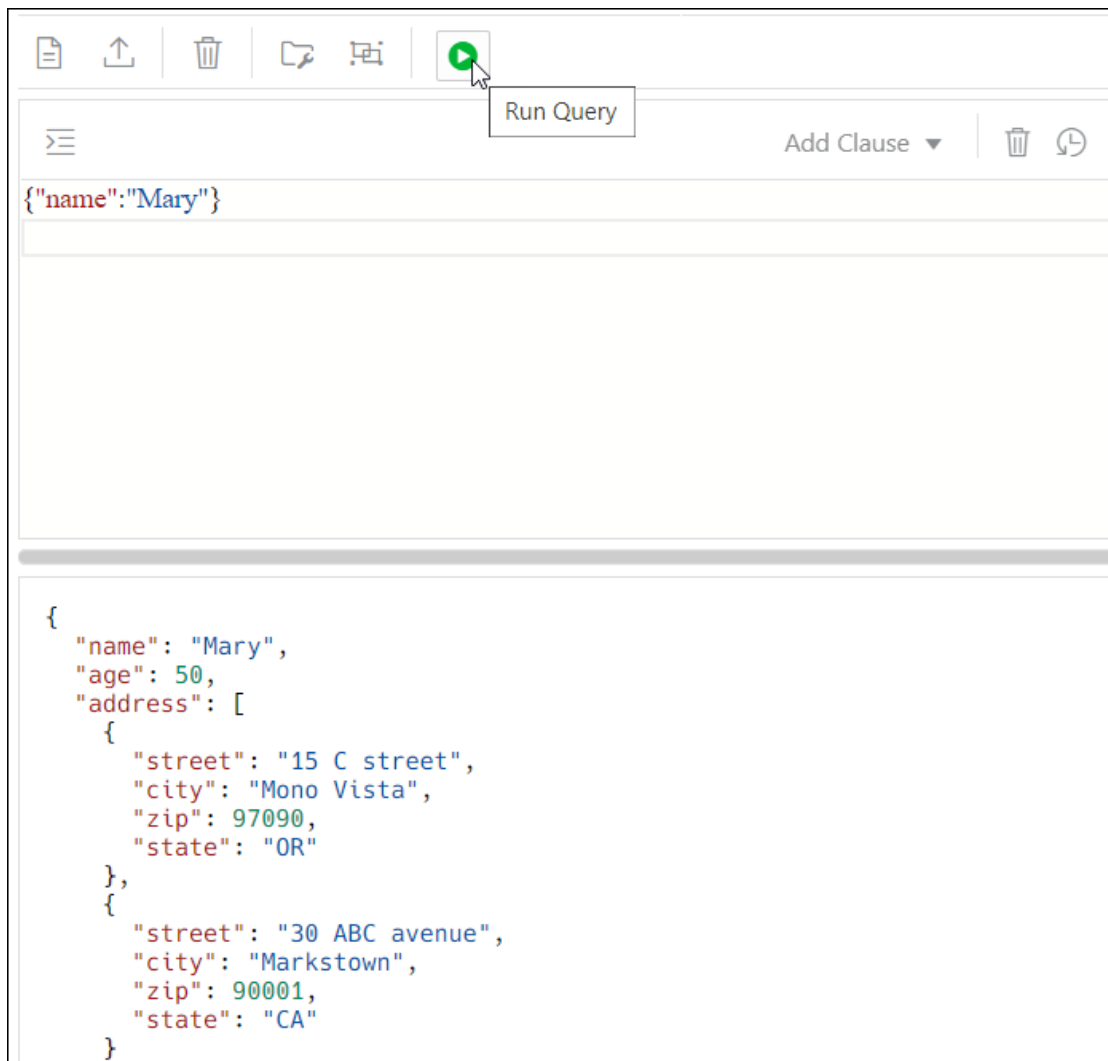 Run Query
Add Clause
{"name":"Mary"}
{
"name": "Mary",
"age": 50,
"address": [
{
"street": "15 C street",
"city": "Mono Vista",
"zip": 97090,
"state": "OR"
},
{
"street": "30 ABC avenue",
"city": "Markstown",
"zip": 90001,
"state": "CA"
}